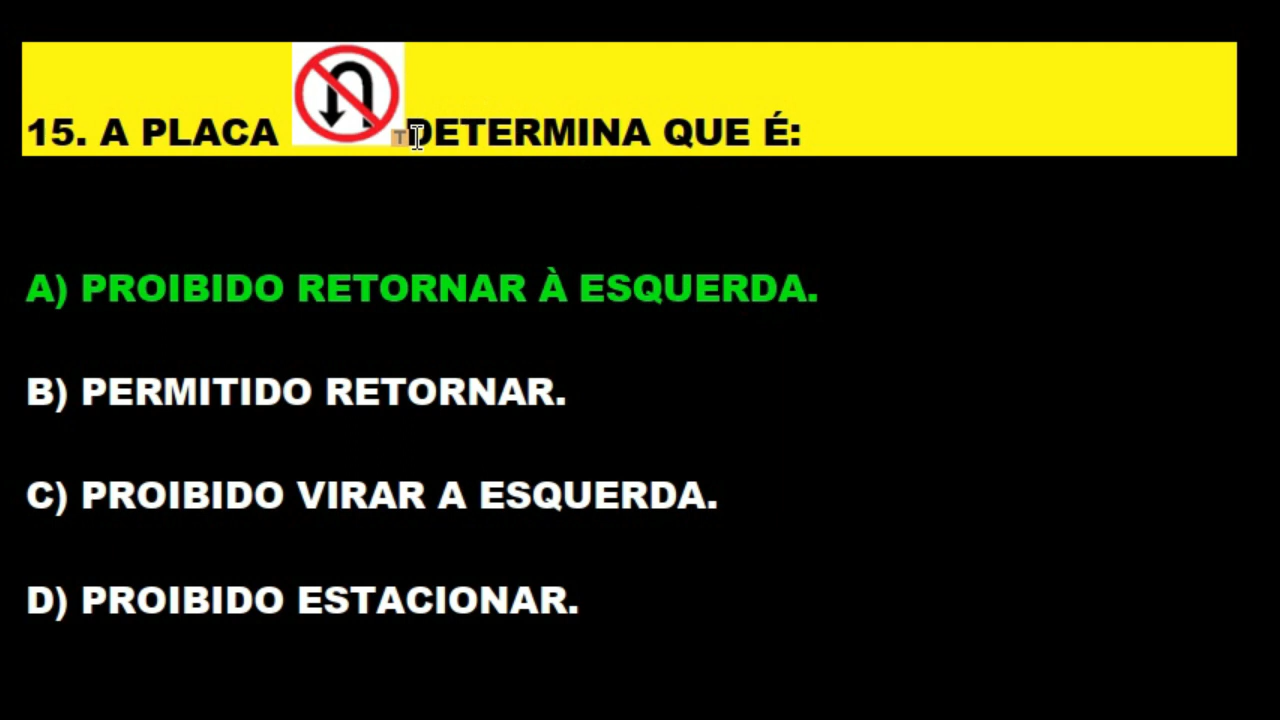 15. A PLACA DETERMINA QUE É:
A) PROIBIDO RETORNAR À ESQUERDA.
B) PERMITIDO RETORNAR.
C) PROIBIDO VIRAR A ESQUERDA.
D) PROIBIDO ESTACIONAR.